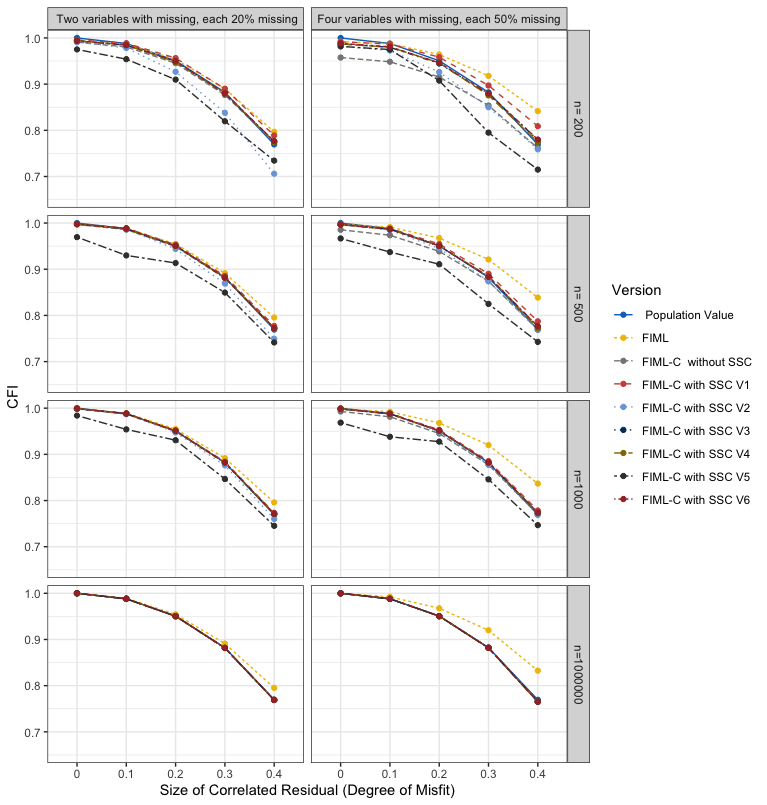 Two variables with missing, each 20% missing
Four variables with missing, each 50% missing
1.0
0.9
0.8
0.7
n= 200
1.0
0.9
0.8
0.7
n= 500
1.0
0.9
0.8
0.7
n=1000
1.0
0.9
0.8
0.7
n=1000000
CFI
0 0.1 0.2 0.3 0.4
0 0.1 0.2 0.3 0.4
Size of Correlated Residual (Degree of Misfit)
Version
Population Value
FIML
FIML-C without SSC
FIML-C with SSC V1
FIML-C with SSC V2
FIML-C with SSC V3
FIML-C with SSC V4
FIML-C with SSC V5
FIML-C with SSC V6